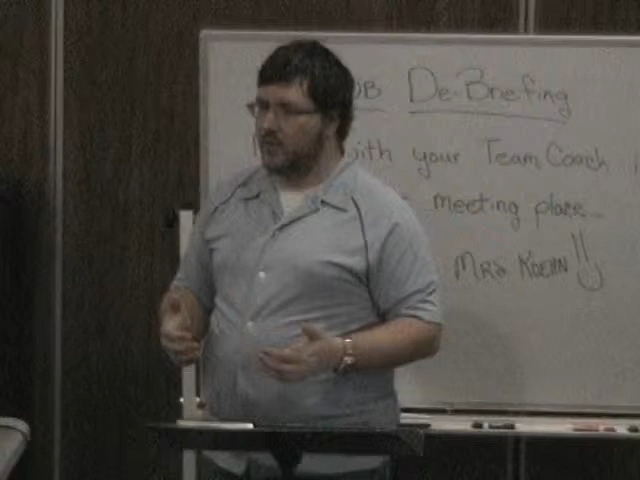 De-Briefing
with your Team Coach
meeting place...
Mrs Koehn